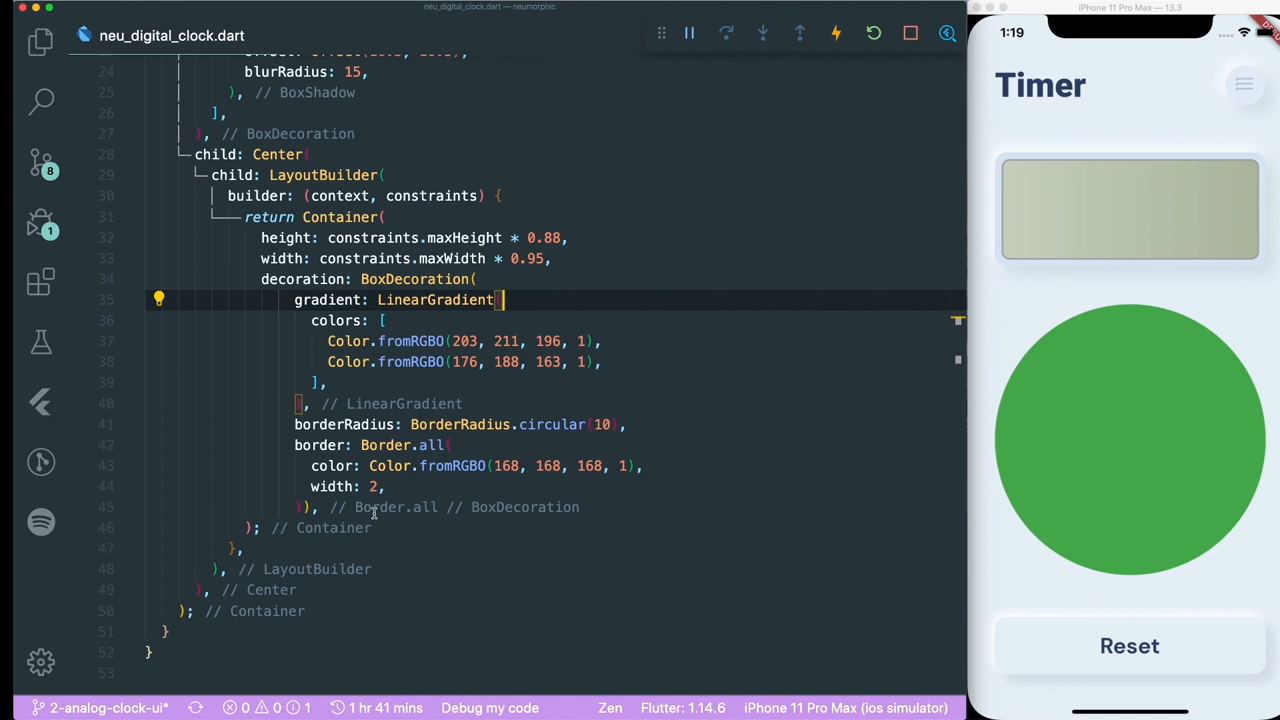 neu_digital_clock.dart — neumorphic
iPhone 11 Pro Max — 13.3
neu_digital_clock.dart
24 blurRadius: 15,
25 ), // BoxShadow
26 ],
27 ), // BoxDecoration
28 child: Center(
29 child: LayoutBuilder(
30 builder: (context, constraints) {
31 return Container(
32 height: constraints.maxHeight * 0.88,
33 width: constraints.maxWidth * 0.95,
34 decoration: BoxDecoration(
35 gradient: LinearGradient(
36 colors: [
37 Color.fromRGBO(203, 211, 196, 1),
38 Color.fromRGBO(176, 188, 163, 1),
39 ],
40 ), // LinearGradient
41 borderRadius: BorderRadius.circular(10),
42 border: Border.all(
43 color: Color.fromRGBO(168, 168, 168, 1),
44 width: 2,
45 )), // Border.all // BoxDecoration
46 ); // Container
47 },
48 ), // LayoutBuilder
49 ), // Center
50 ); // Container
51 }
52 }
53
8
1
2-analog-clock-ui* 0 0 1 1 hr 41 mins Debug my code Zen Flutter: 1.14.6 iPhone 11 Pro Max (ios simulator)
1:19
Timer
Reset